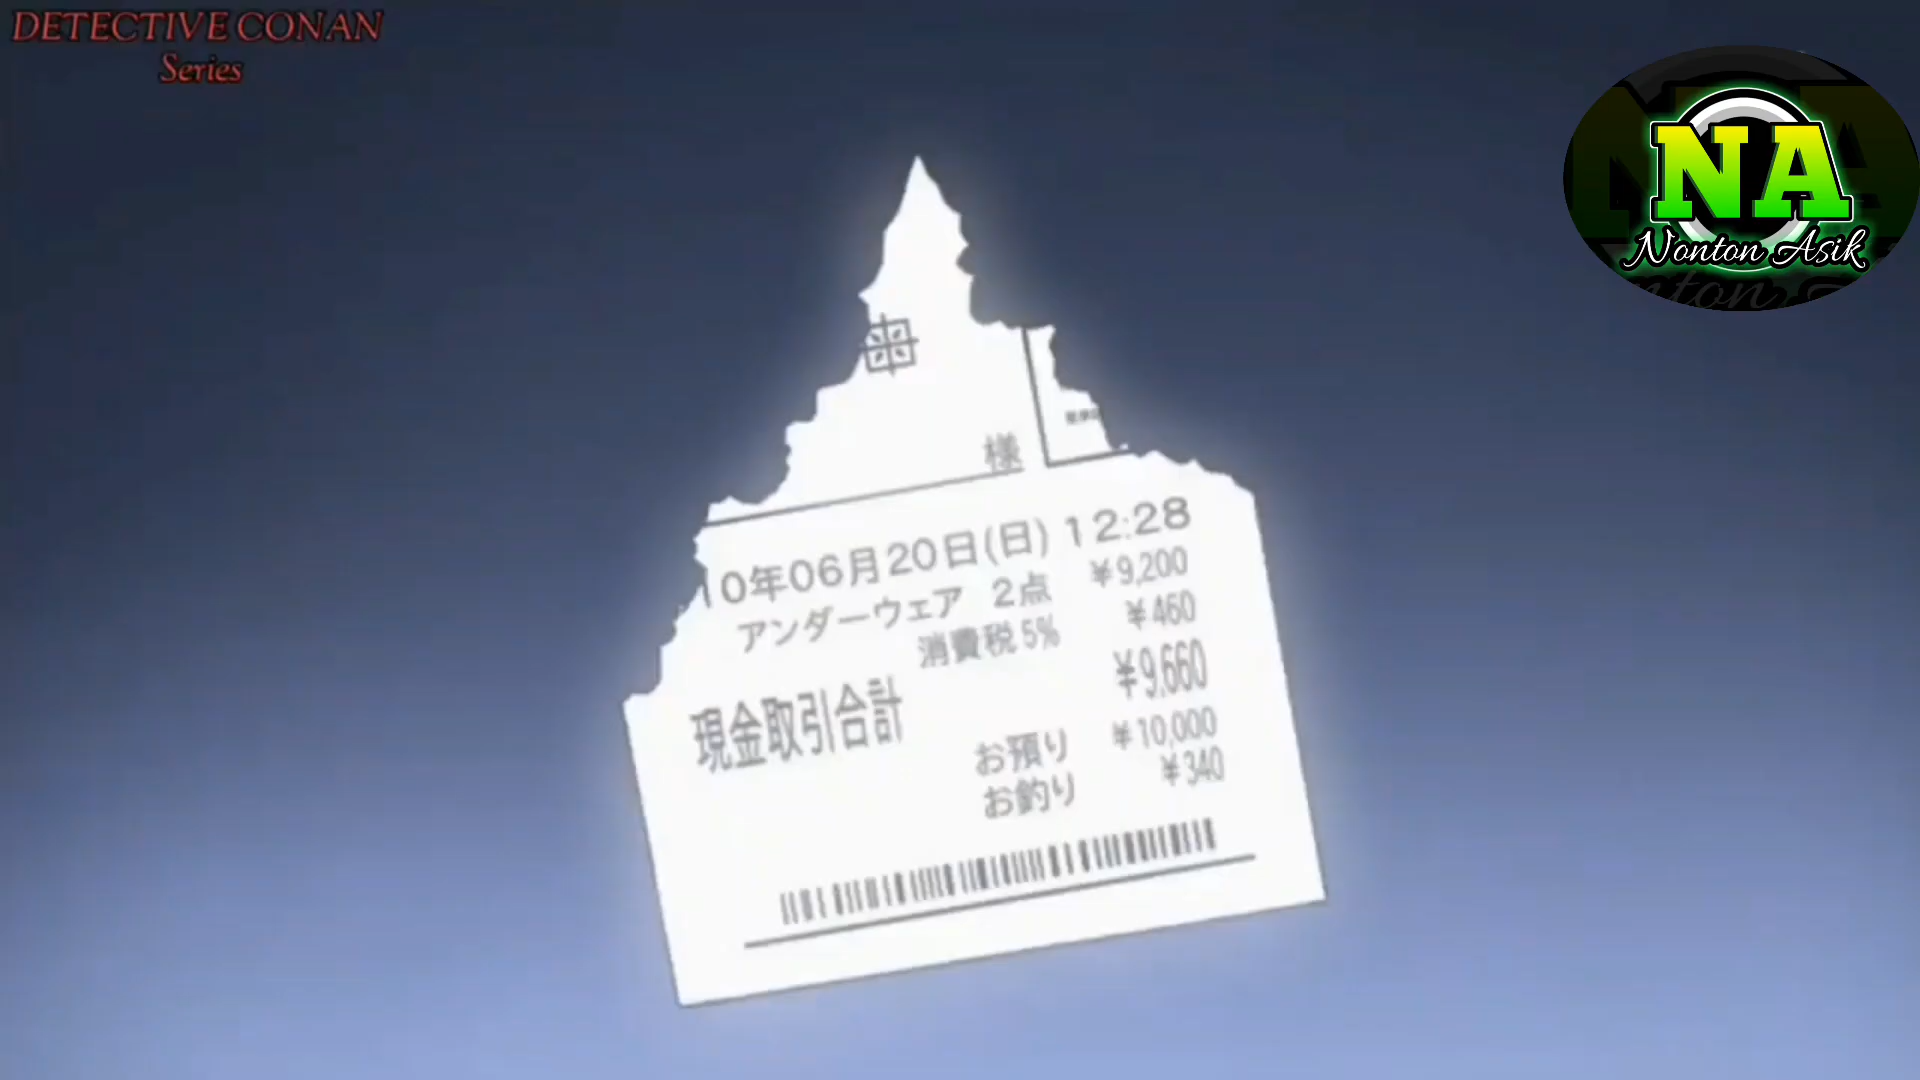 DETECTIVE CONAN
Series
NA
Nonton Asik
様
10年06月20日(日) 12:28
アンダーウェア 2点 ¥9,200
消費税5% ¥460
現金取引合計 ¥9,660
お預り ¥10,000
お釣り ¥340